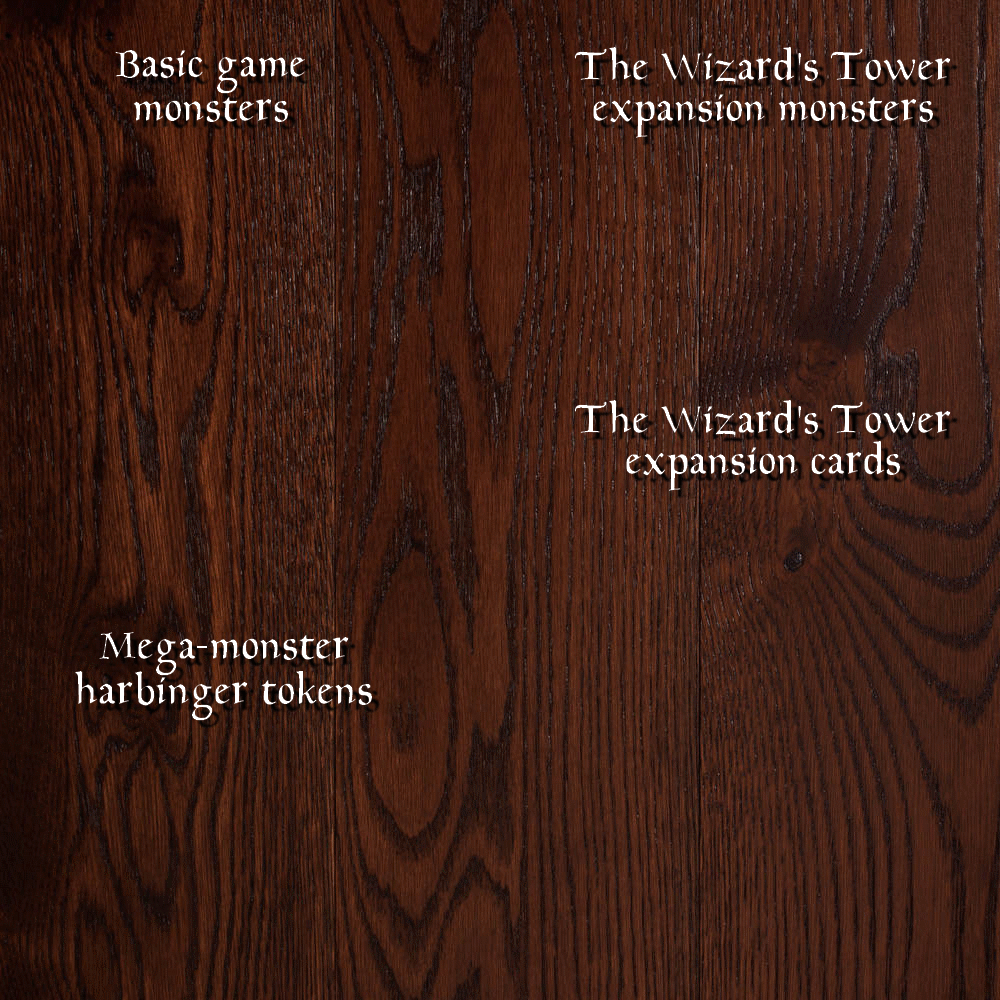 Basic game
monsters
The Wizard's Tower
expansion monsters
The Wizard's Tower
expansion cards
Mega-monster
harbinger tokens